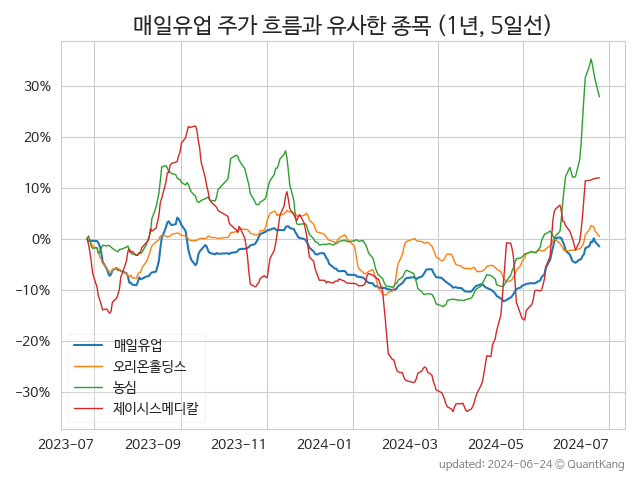 매일유업 주가 흐름과 유사한 종목 (1년, 5일선)
30%
20%
10%
0%
−10%
−20%
−30%
매일유업
오리온홀딩스
농심
제이시스메디칼
2023-07 2023-09 2023-11 2024-01 2024-03 2024-05 2024-07
updated: 2024-06-24 ⓒ QuantKang